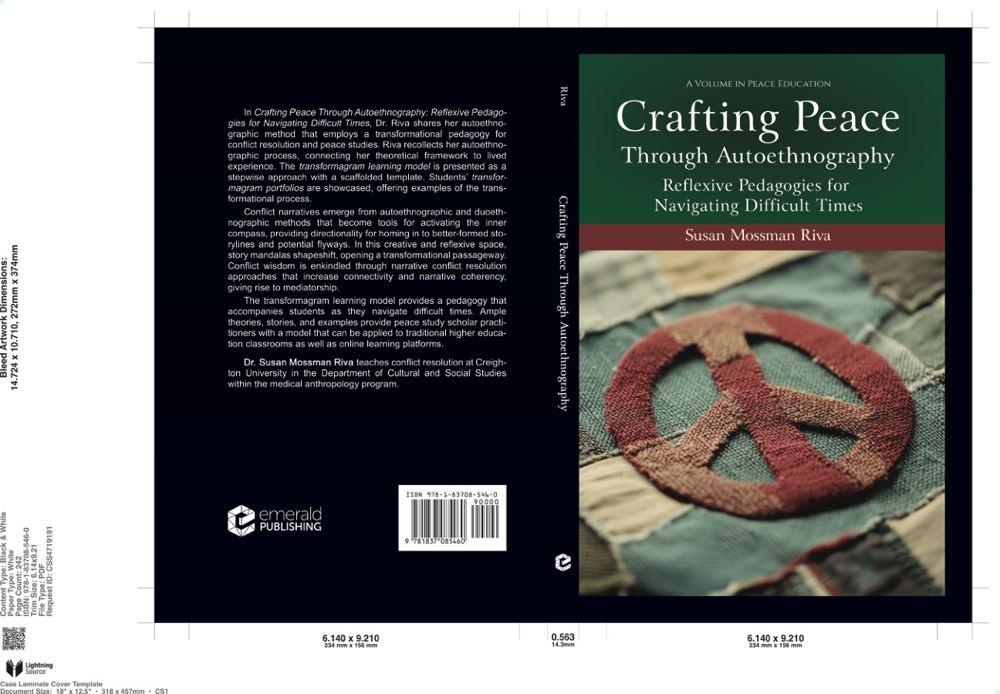 In Crafting Peace Through Autoethnography: Reflexive Pedago-
gies for Navigating Difficult Times, Dr. Riva shares her autoethno-
graphic method that employs a transformational pedagogy for
conflict resolution and peace studies. Riva recollects her autoethno-
graphic process, connecting her theoretical framework to lived
experience. The transformagram learning model is presented as a
stepwise approach with a scaffolded template. Students' transfor-
magram portfolios are showcased, offering examples of the trans-
formational process.
Conflict narratives emerge from autoethnographic and duoeth-
nographic methods that become tools for activating the inner
compass, providing directionality for homing in to better-formed sto-
rylines and potential flyways. In this creative and reflexive space,
story mandalas shapeshift, opening a transformational passageway.
Conflict wisdom is enkindled through narrative conflict resolution
approaches that increase connectivity and narrative coherency,
giving rise to mediatorship.
The transformagram learning model provides a pedagogy that
accompanies students as they navigate difficult times. Ample
theories, stories, and examples provide peace study scholar practi-
tioners with a model that can be applied to traditional higher educa-
tion classrooms as well as online learning platforms.
Dr. Susan Mossman Riva teaches conflict resolution at Creigh-
ton University in the Department of Cultural and Social Studies
within the medical anthropology program.
emerald
PUBLISHING
ISBN 978-1-83708-546-0
90000
9 781837 085460
Riva
Crafting Peace Through Autoethnography
A Volume in Peace Education
Crafting Peace
Through Autoethnography
Reflexive Pedagogies for
Navigating Difficult Times
Susan Mossman Riva
Bleed Artwork Dimensions:
14.724 x 10.710, 272mm x 374mm
Content Type: Black & White
Paper Type: White
Page Count: 242
ISBN: 978-1-83708-546-0
Trim Size: 6.14x9.21
File Type: PDF
Request ID: CSS4719191
6.140 x 9.210
234 mm x 156 mm
0.563
14.3mm
6.140 x 9.210
234 mm x 156 mm
Lightning
Source
Case Laminate Cover Template
Document Size: 18" x 12.5" • 318 x 457mm • CS1